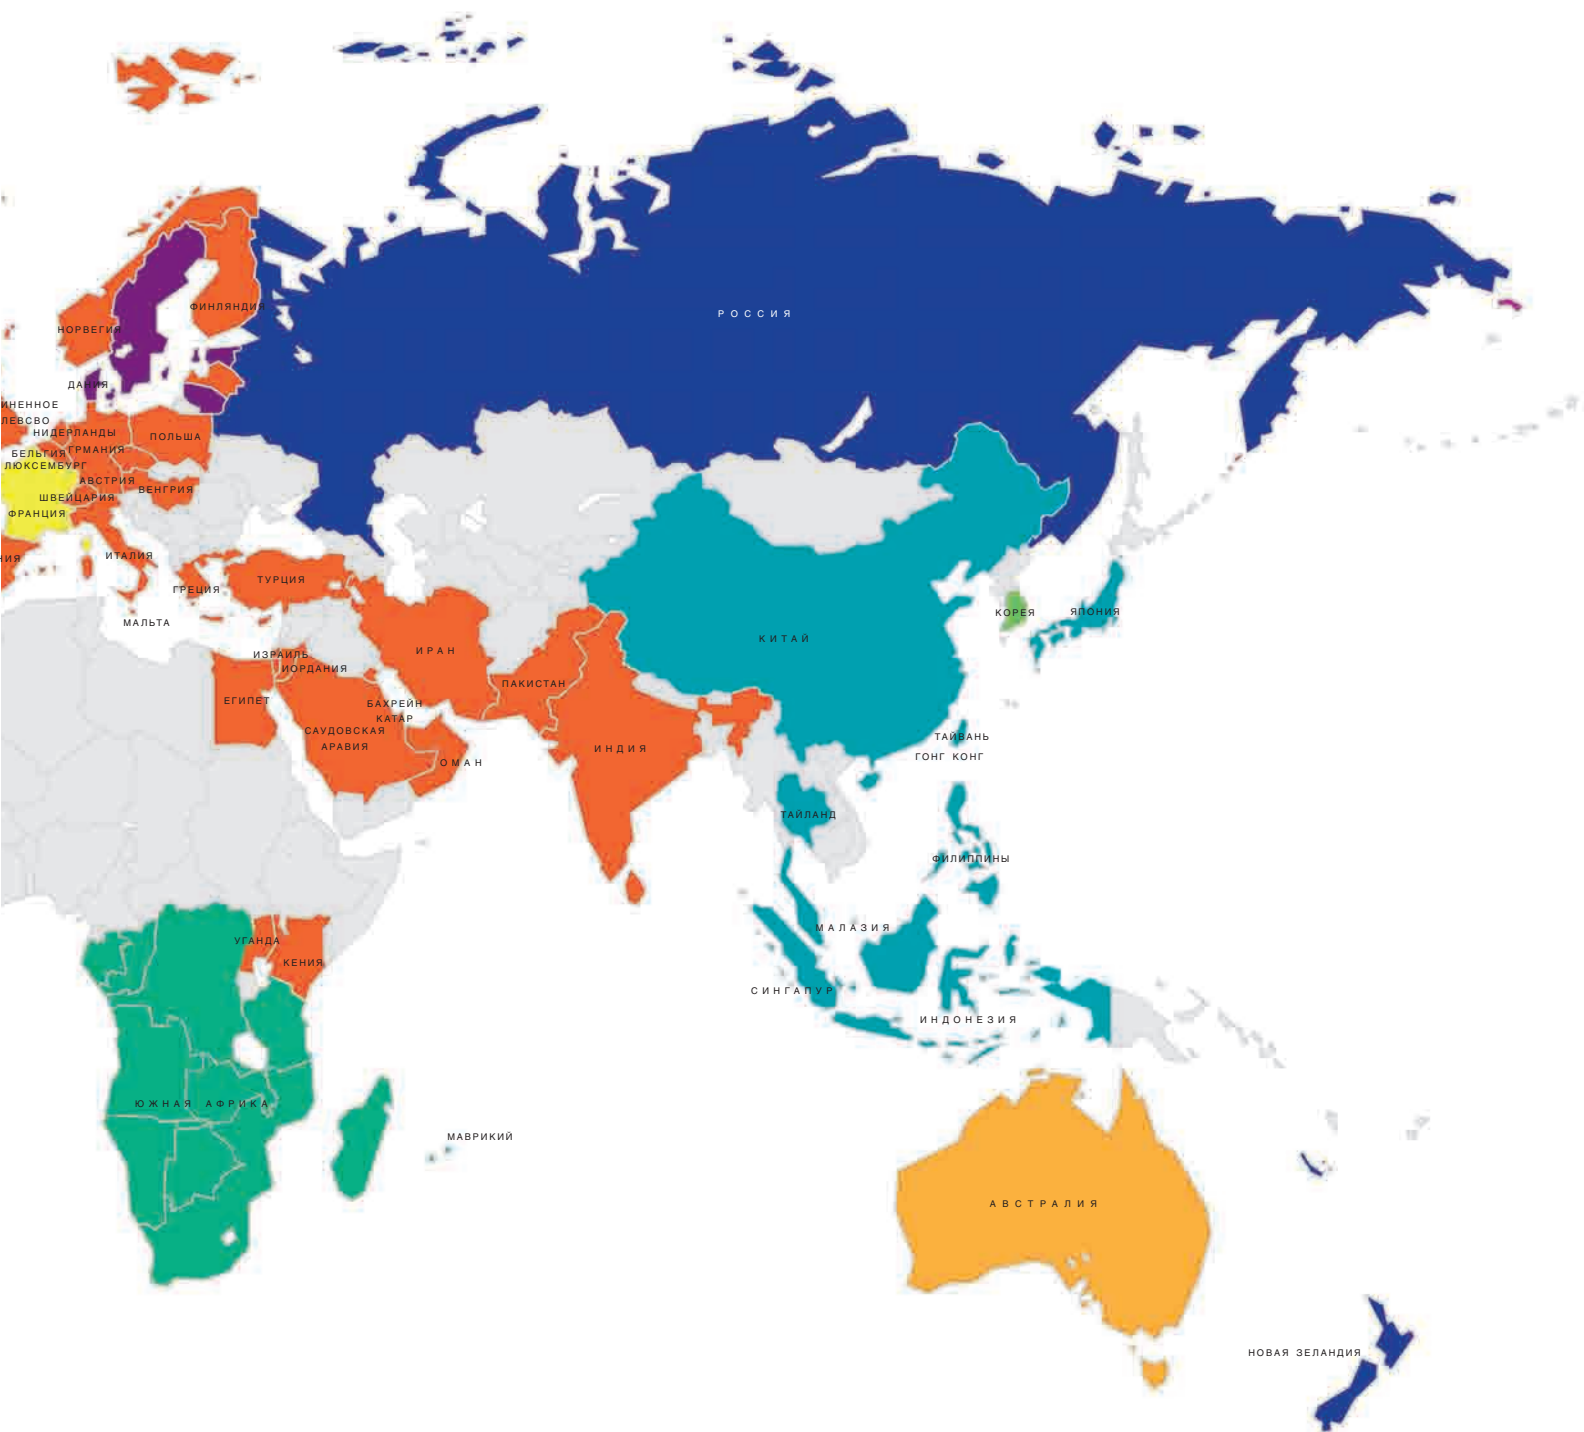 ФИНЛЯНДИЯ
РОССИЯ
НОРВЕГИЯ
ДАНИЯ
ИНЕННОЕ
ЛЕВСВО
НИДЕРЛАНДЫ
ПОЛЬША
ГРМАНИЯ
БЕЛЬГИЯ
ЛЮКСЕМБУРГ
АВСТРИЯ
ВЕНГРИЯ
ШВЕЙЦАРИЯ
ФРАНЦИЯ
ИТАЛИЯ
НИЯ
ТУРЦИЯ
ГРЕЦИЯ
МАЛЬТА
КОРЕЯ
ЯПОНИЯ
КИТАЙ
ИЗРАИЛЬ
ИОРДАНИЯ
ИРАН
ПАКИСТАН
ЕГИПЕТ
БАХРЕЙН
КАТАР
САУДОВСКАЯ
АРАВИЯ
ОМАН
ИНДИЯ
ТАЙВАНЬ
ГОНГ КОНГ
ТАЙЛАНД
ФИЛИППИНЫ
МАЛАЗИЯ
УГАНДА
КЕНИЯ
СИНГАПУР
ИНДОНЕЗИЯ
ЮЖНАЯ АФРИКА
МАВРИКИЙ
АВСТРАЛИЯ
НОВАЯ ЗЕЛАНДИЯ